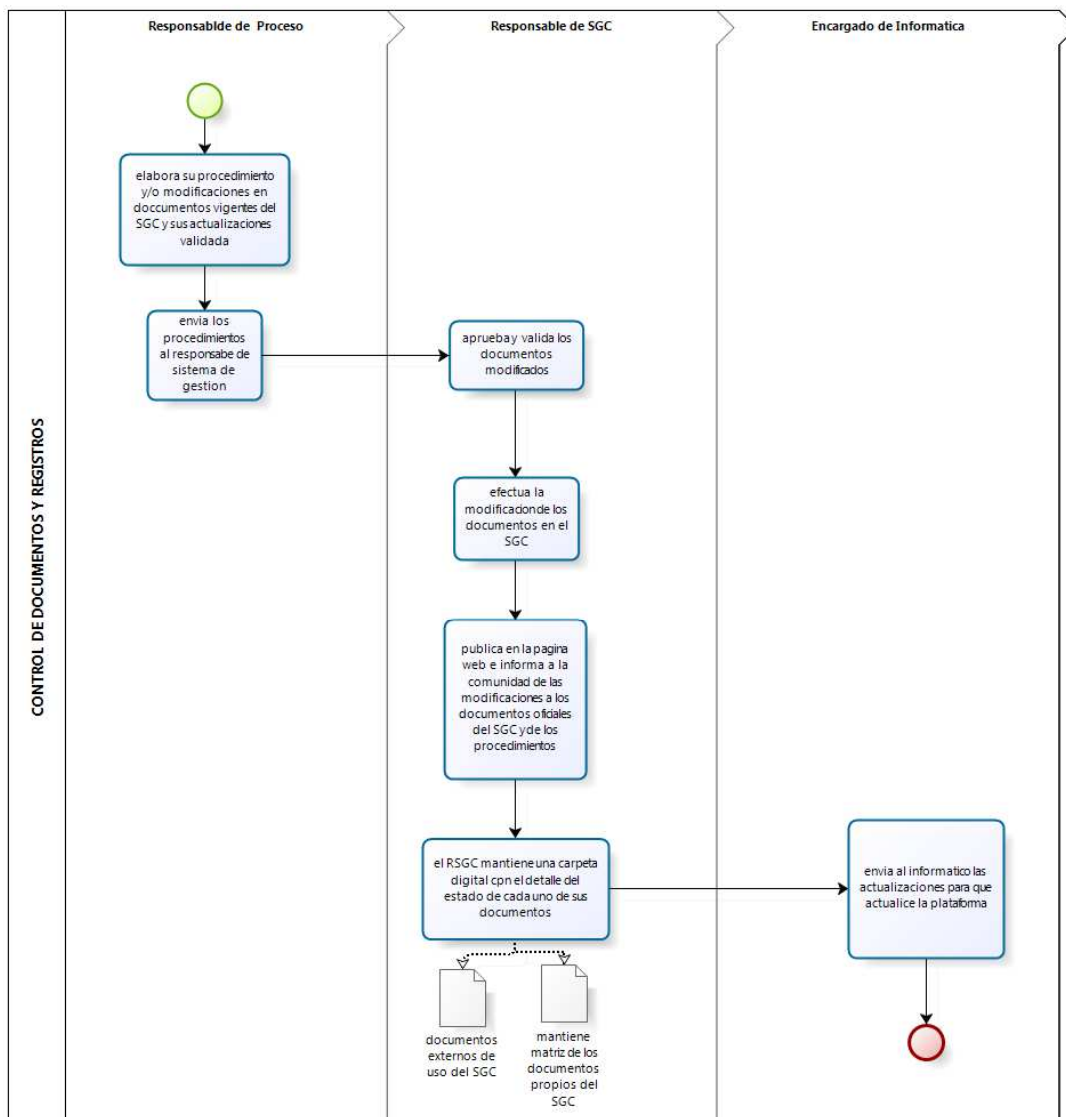 Responsablde de Proceso
Responsable de SGC
Encargado de Informatica
CONTROL DE DOCUMENTOS Y REGISTROS
elabora su procedimiento
y/o modificaciones en
doccumentos vigentes del
SGC y sus actualizaciones
validada
envia los
procedimientos
al responsabe de
sistema de
gestion
aprueba y valida los
documentos
modificados
efectua la
modificacionde los
documentos en el
SGC
publica en la pagina
web e informa a la
comunidad de las
modificaciones a los
documentos oficiales
del SGC yde los
procedimientos
el RSGC mantiene una carpeta
digital cpn el detalle del
estado de cada uno de sus
documentos
envia al informatico las
actualizaciones para que
actualice la plataforma
documentos
externos de
uso del SGC
mantiene
matriz de los
documentos
propios del
SGC